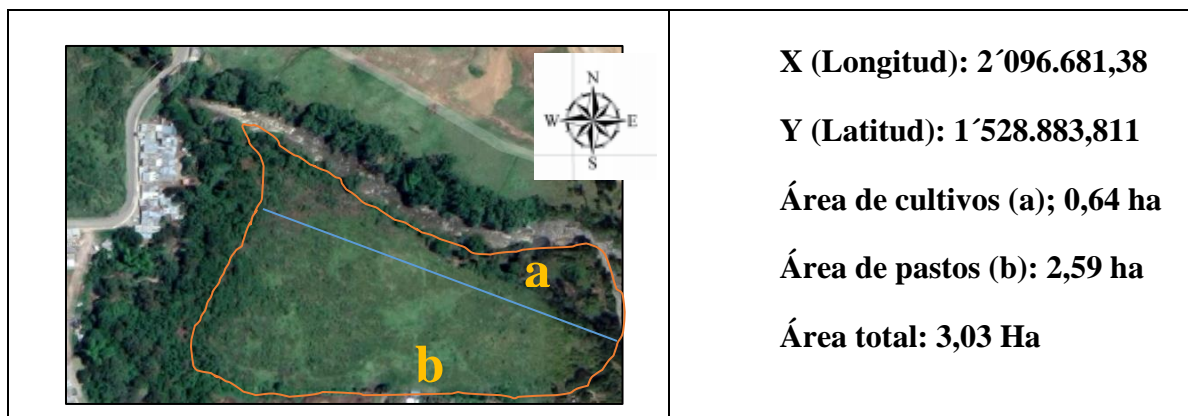 N
W E
S
a
b
X (Longitud): 2´096.681,38
Y (Latitud): 1´528.883,811
Área de cultivos (a); 0,64 ha
Área de pastos (b): 2,59 ha
Área total: 3,03 Ha